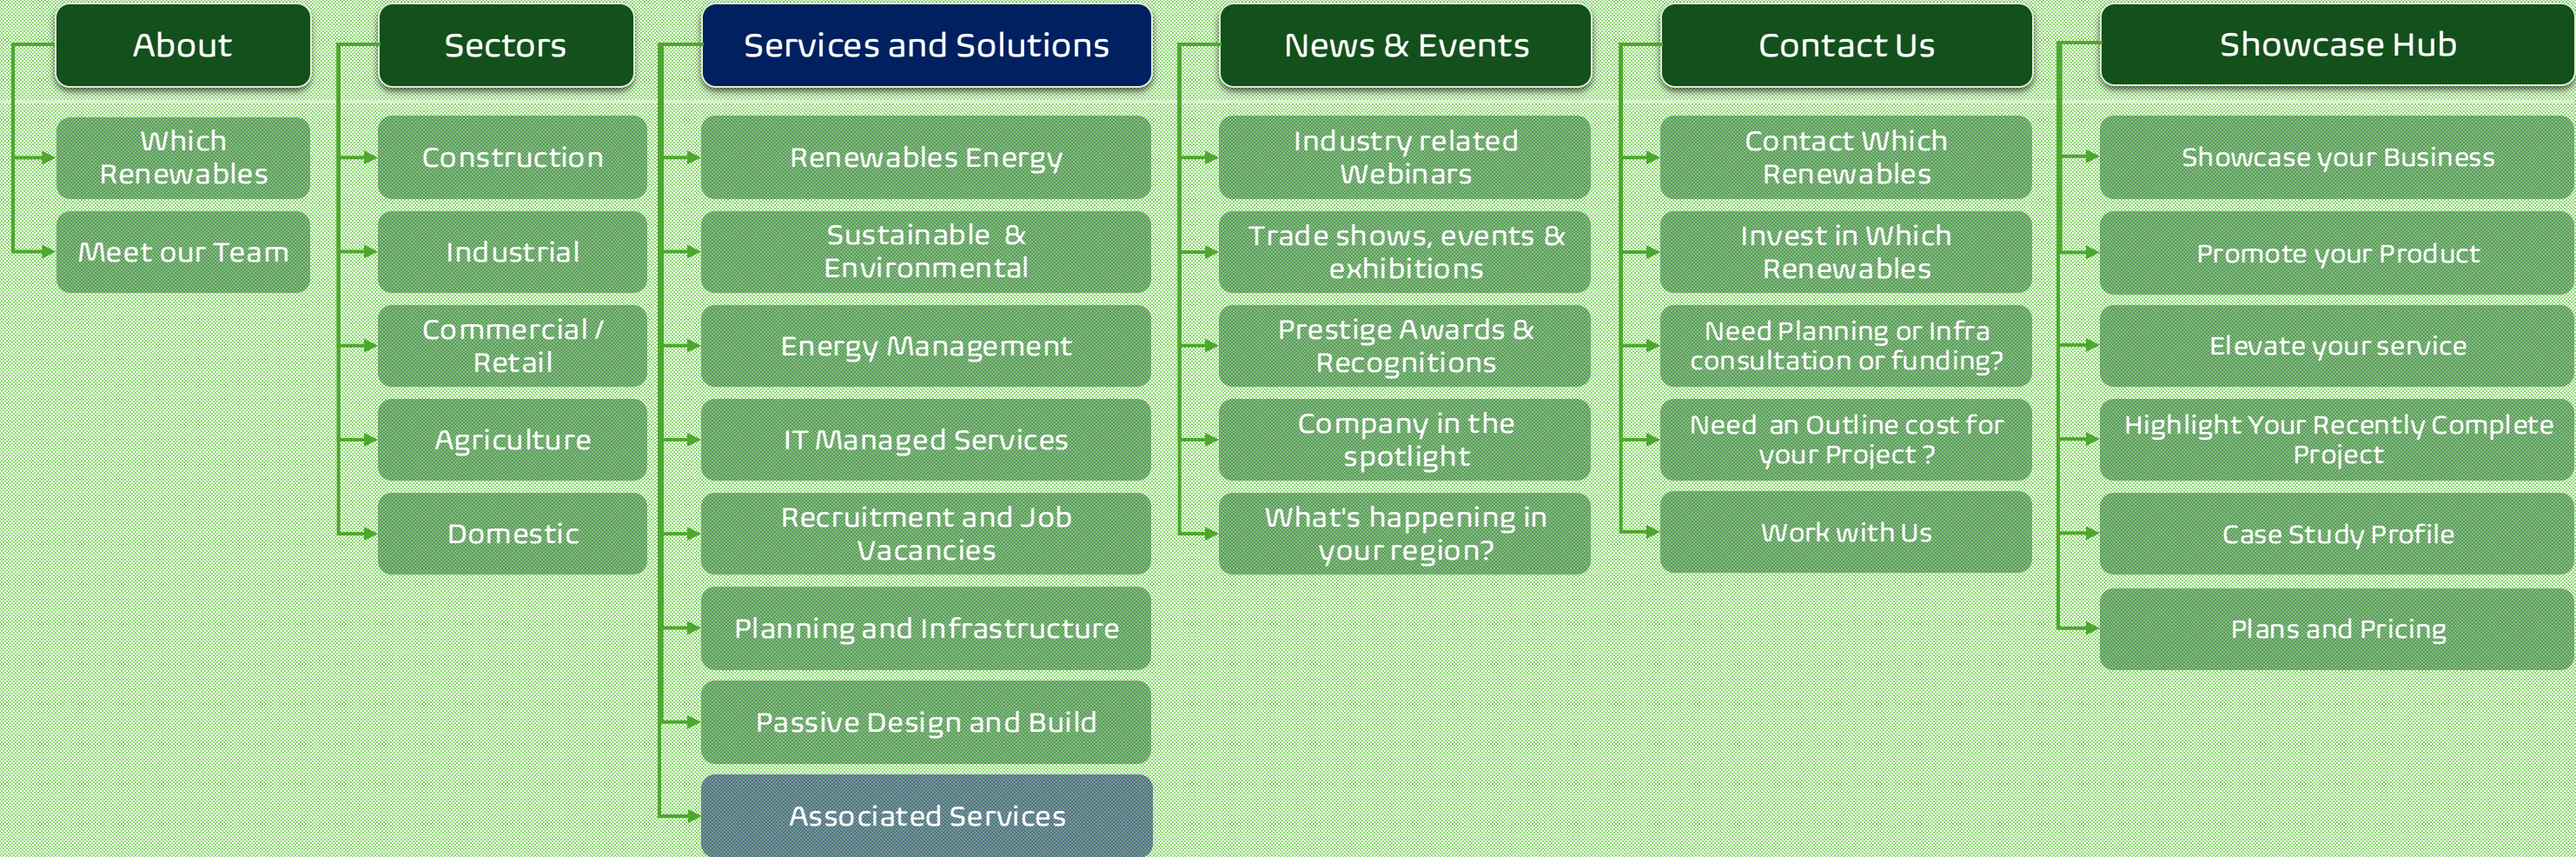 About
Which
Renewables
Meet our Team
Sectors
Construction
Industrial
Commercial /
Retail
Agriculture
Domestic
Services and Solutions
Renewables Energy
Sustainable &
Environmental
Energy Management
IT Managed Services
Recruitment and Job
Vacancies
Planning and Infrastructure
Passive Design and Build
Associated Services
News & Events
Industry related
Webinars
Trade shows, events &
exhibitions
Prestige Awards &
Recognitions
Company in the
spotlight
What's happening in
your region?
Contact Us
Contact Which
Renewables
Invest in Which
Renewables
Need Planning or Infra
consultation or funding?
Need an Outline cost for
your Project ?
Work with Us
Showcase Hub
Showcase your Business
Promote your Product
Elevate your service
Highlight Your Recently Complete
Project
Case Study Profile
Plans and Pricing